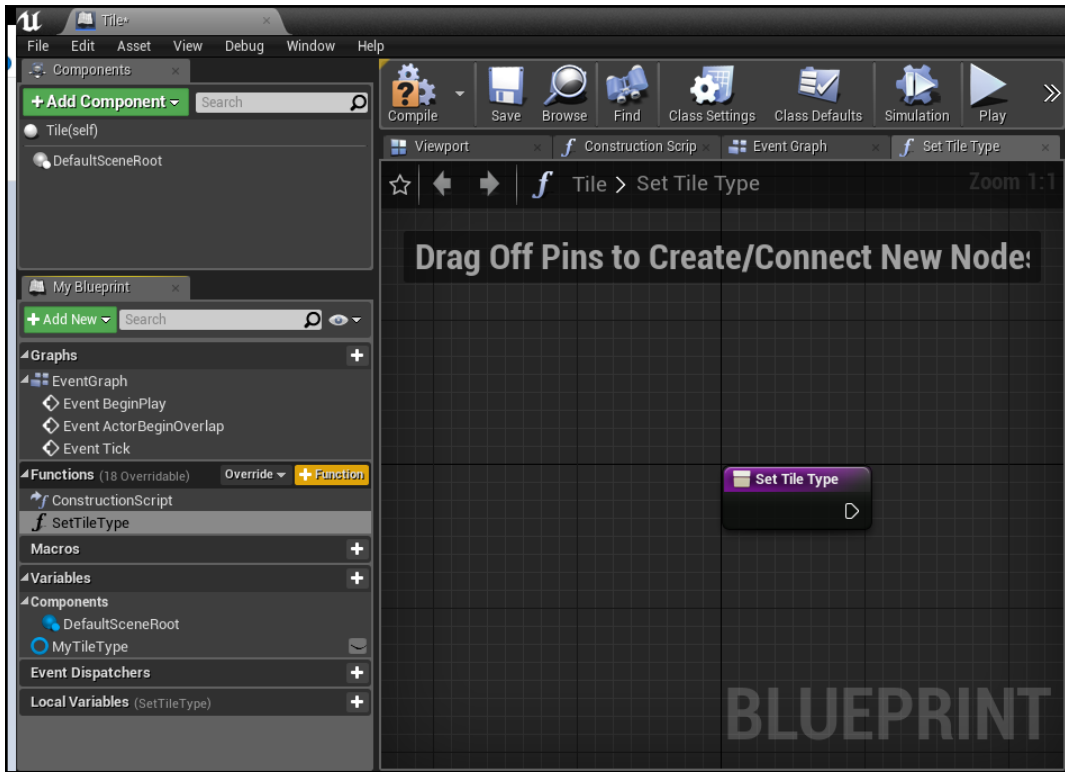 Tile*
File Edit Asset View Debug Window Help
Components
+Add Component
Search
Tile(self)
DefaultSceneRoot
Compile
Save
Browse
Find
Class Settings
Class Defaults
Simulation
Play
Viewport
Construction Scrip
Event Graph
Set Tile Type
Tile > Set Tile Type
Zoom 1:1
Drag Off Pins to Create/Connect New Nodes
My Blueprint
+Add New
Search
Graphs
EventGraph
Event BeginPlay
Event ActorBeginOverlap
Event Tick
Functions (18 Overridable)
Override
+Function
ConstructionScript
SetTileType
Macros
Variables
Components
DefaultSceneRoot
MyTileType
Event Dispatchers
Local Variables (SetTileType)
Set Tile Type
BLUEPRINT